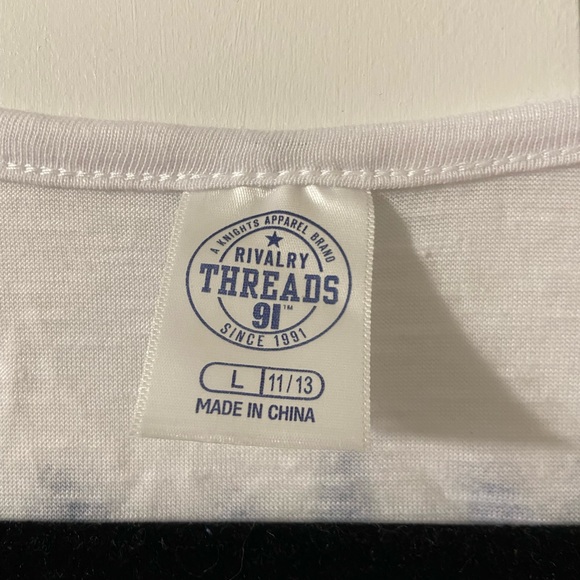 A KNIGHTS APPAREL BRAND
RIVALRY
THREADS
91™
SINCE 1991
L 11/13
MADE IN CHINA